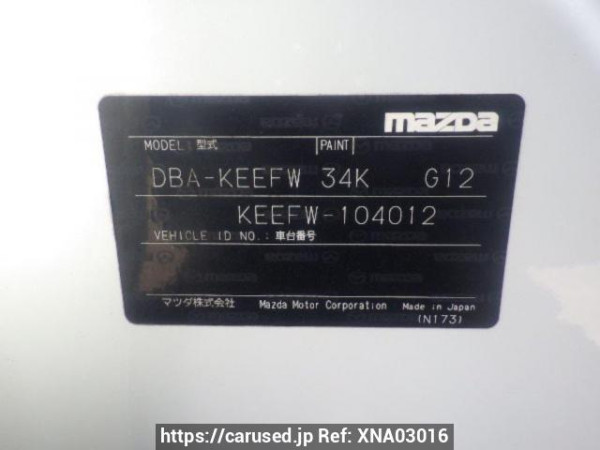 mazda
MODEL:型式 PAINT
DBA-KEEFW 34K G12
KEEFW-104012
VEHICLE ID NO.:車台番号
マツダ株式会社 Mazda Motor Corporation Made in Japan
(N173)
https://carused.jp Ref: XNA03016